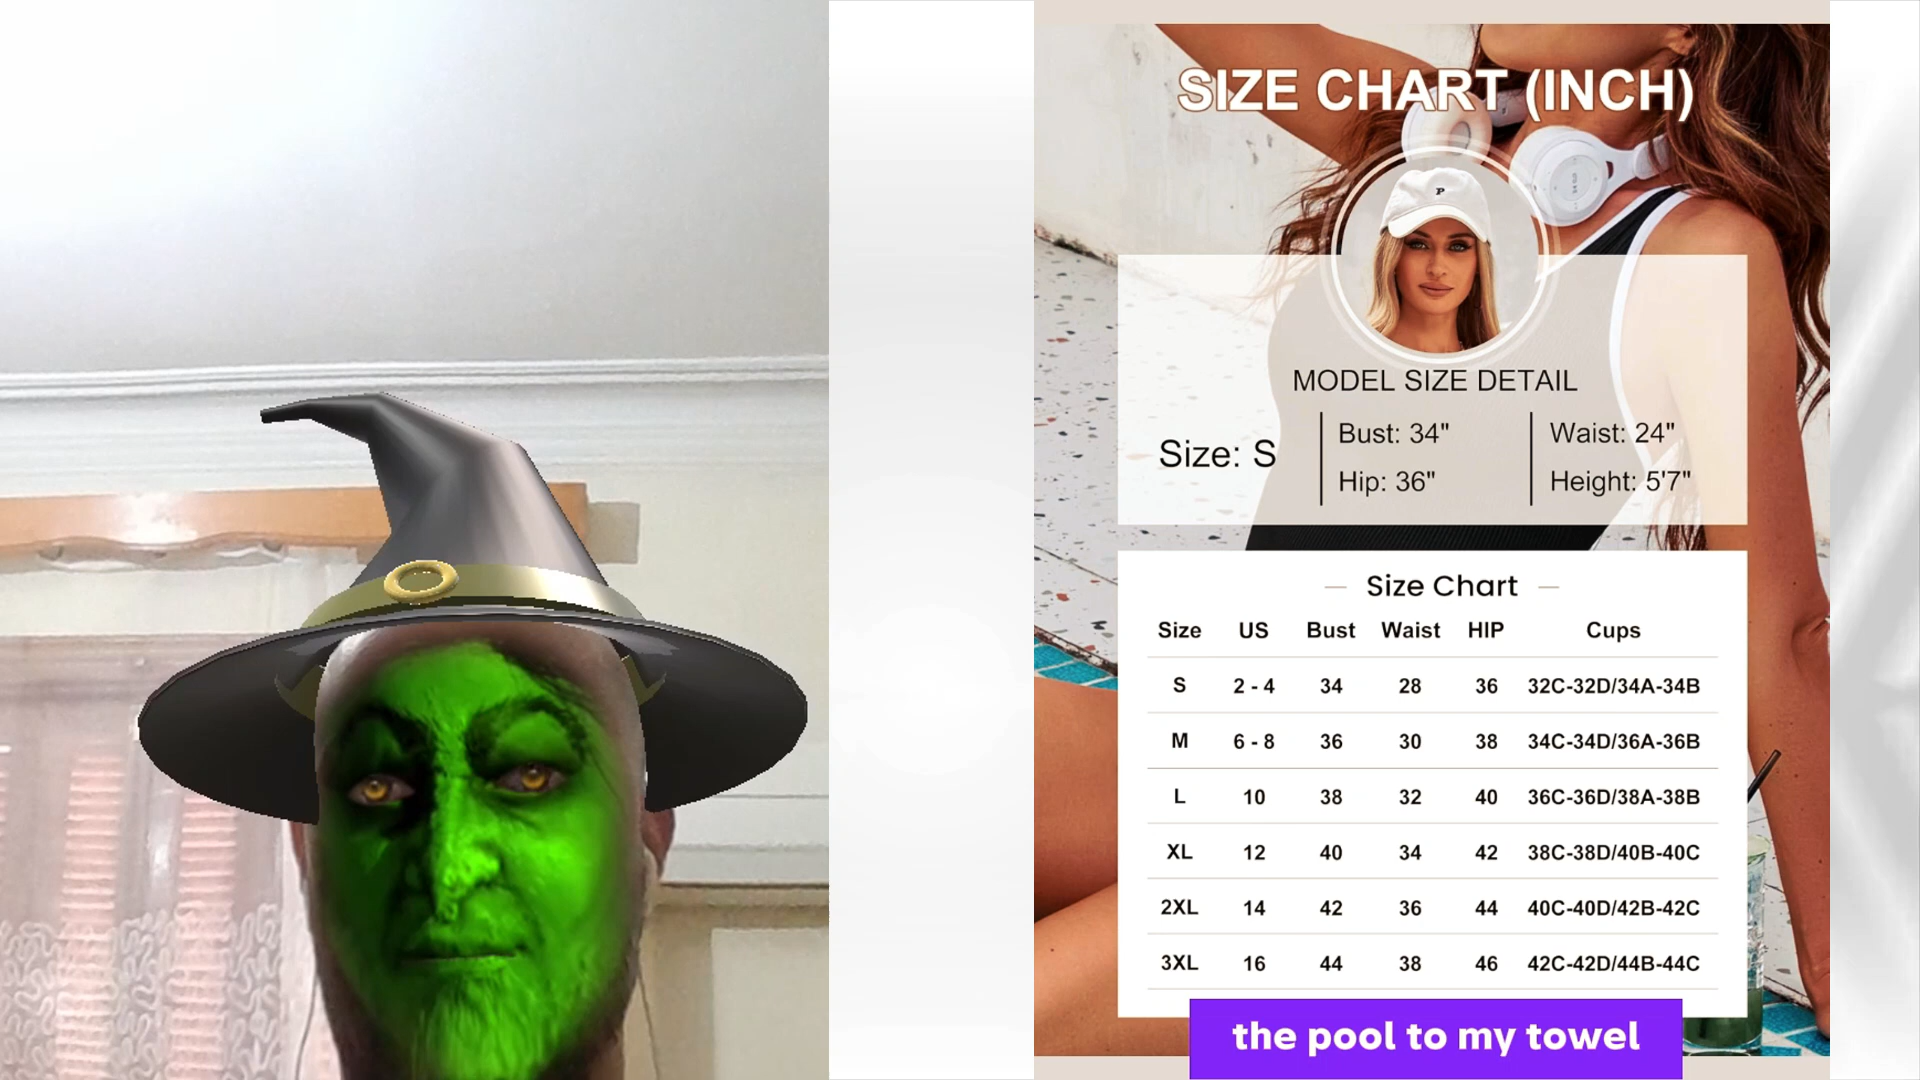 SIZE CHART (INCH)
P
MODEL SIZE DETAIL
Size: S
Bust: 34"
Waist: 24"
Hip: 36"
Height: 5'7"
Size Chart
Size US Bust Waist HIP Cups
S 2 - 4 34 28 36 32C-32D/34A-34B
M 6 - 8 36 30 38 34C-34D/36A-36B
L 10 38 32 40 36C-36D/38A-38B
XL 12 40 34 42 38C-38D/40B-40C
2XL 14 42 36 44 40C-40D/42B-42C
3XL 16 44 38 46 42C-42D/44B-44C
the pool to my towel